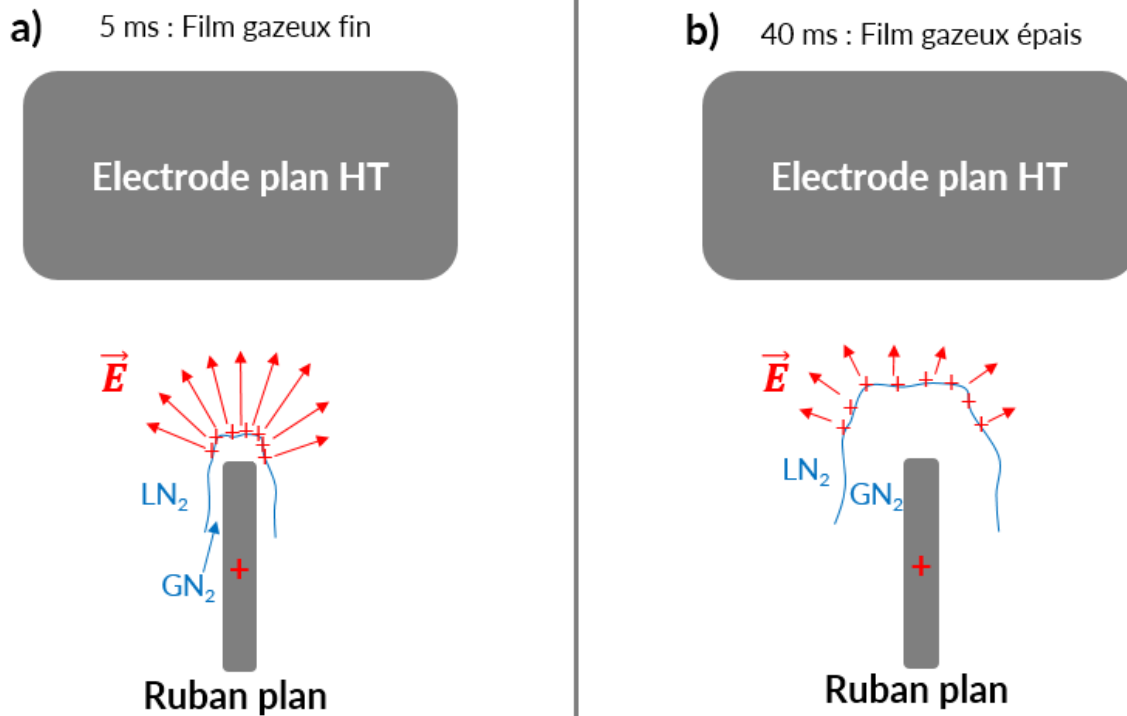 a) 5 ms : Film gazeux fin
Electrode plan HT
E
LN₂
GN₂
+
Ruban plan
b) 40 ms : Film gazeux épais
Electrode plan HT
E
LN₂
GN₂
+
Ruban plan